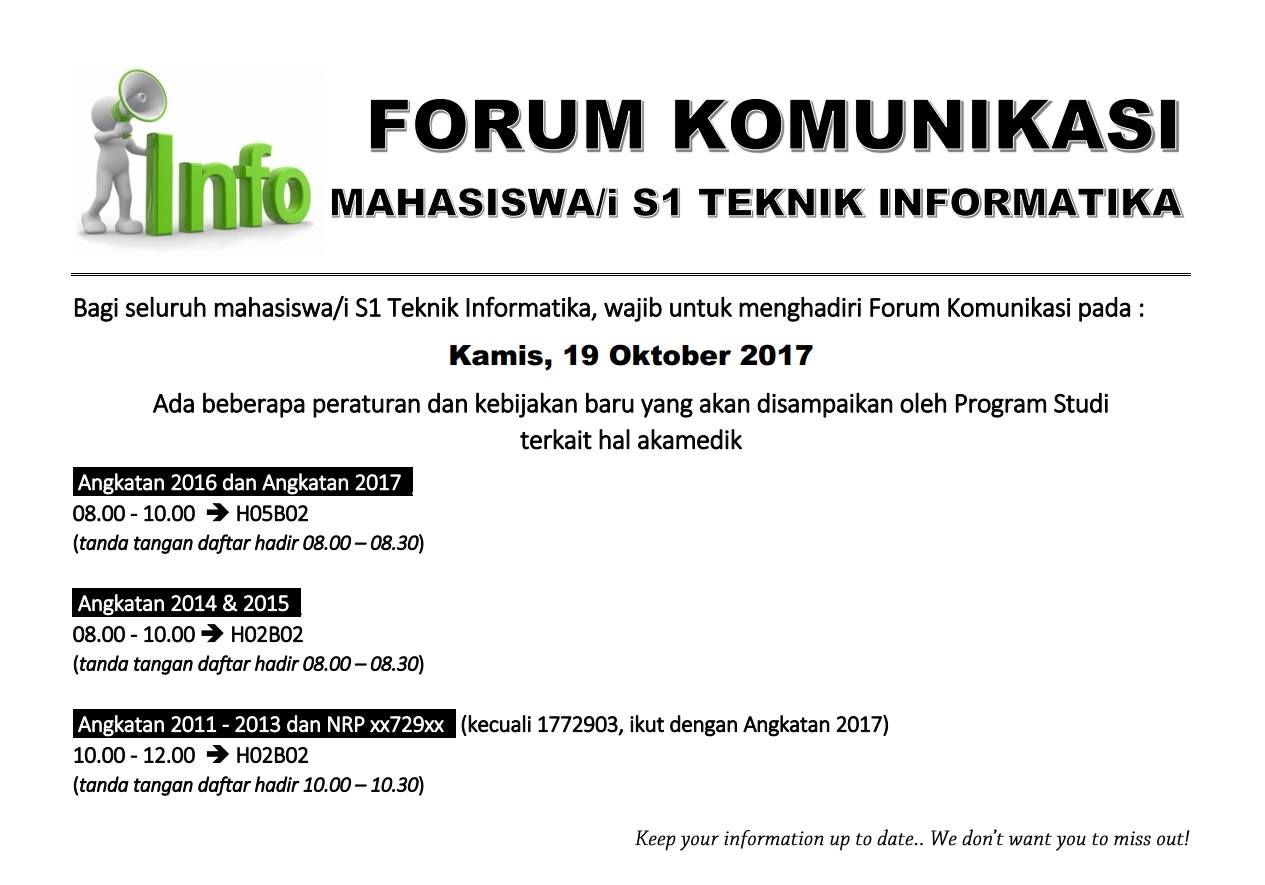 Info
FORUM KOMUNIKASI
MAHASISWA/i S1 TEKNIK INFORMATIKA
Bagi seluruh mahasiswa/i S1 Teknik Informatika, wajib untuk menghadiri Forum Komunikasi pada :
Kamis, 19 Oktober 2017
Ada beberapa peraturan dan kebijakan baru yang akan disampaikan oleh Program Studi
terkait hal akamedik
Angkatan 2016 dan Angkatan 2017
08.00 - 10.00 ➔ H05B02
(tanda tangan daftar hadir 08.00 – 08.30)
Angkatan 2014 & 2015
08.00 - 10.00 ➔ H02B02
(tanda tangan daftar hadir 08.00 – 08.30)
Angkatan 2011 - 2013 dan NRP xx729xx (kecuali 1772903, ikut dengan Angkatan 2017)
10.00 - 12.00 ➔ H02B02
(tanda tangan daftar hadir 10.00 – 10.30)
Keep your information up to date.. We don't want you to miss out!